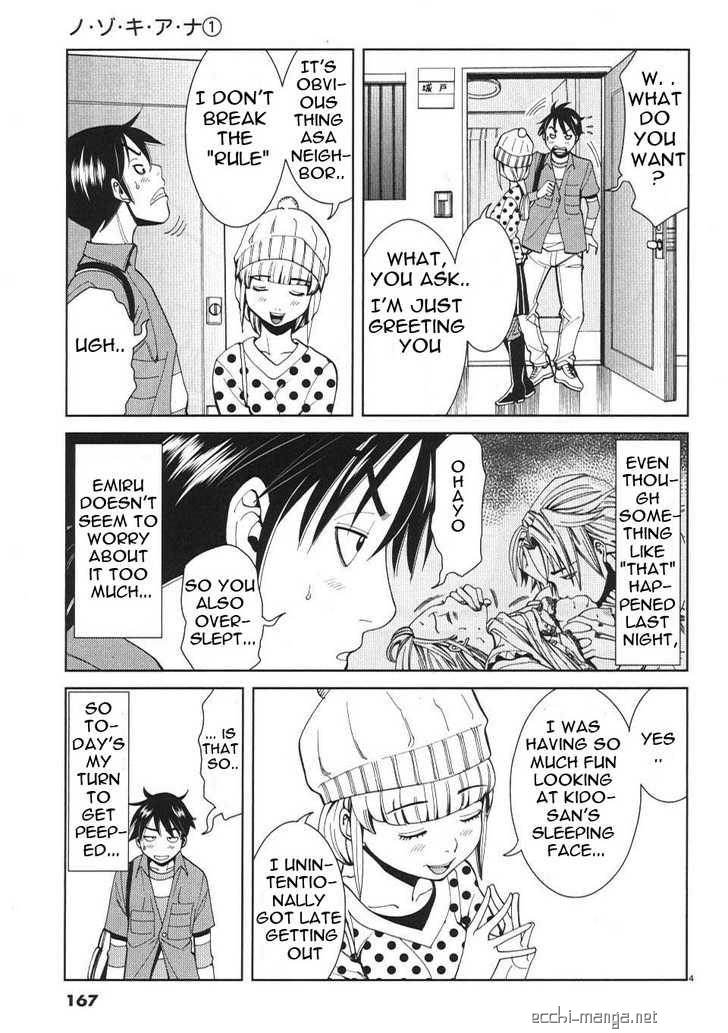 ノ・ゾ・キ・ア・ナ①
W. .
WHAT
DO
YOU
WANT
?
城戸
WHAT,
YOU ASK..
I'M JUST
GREETING
YOU
IT'S
OBVI-
OUS
THING
ASA
NEIGH-
BOR..
I DON'T
BREAK
THE
"RULE"
UGH..
EVEN
THOU-
GH
SOME-
THING
LIKE
"THAT"
HAP-
PENED
LAST
NIGHT,
OHAYO
SO YOU
ALSO
OVER-
SLEPT...
EMIRU
DOESN'T
SEEM TO
WORRY
ABOUT
IT TOO
MUCH...
YES
..
I WAS
HAVING SO
MUCH FUN
LOOKING
AT KIDO-
SAN'S
SLEEPING
FACE...
I UNIN-
TENTIO-
NALLY
GOT LATE
GETTING
OUT
... IS
THAT
SO..
SO
TO-
DAY'S
MY
TURN
TO
GET
PEEP-
ED...
4
167
ecchi-manga.net